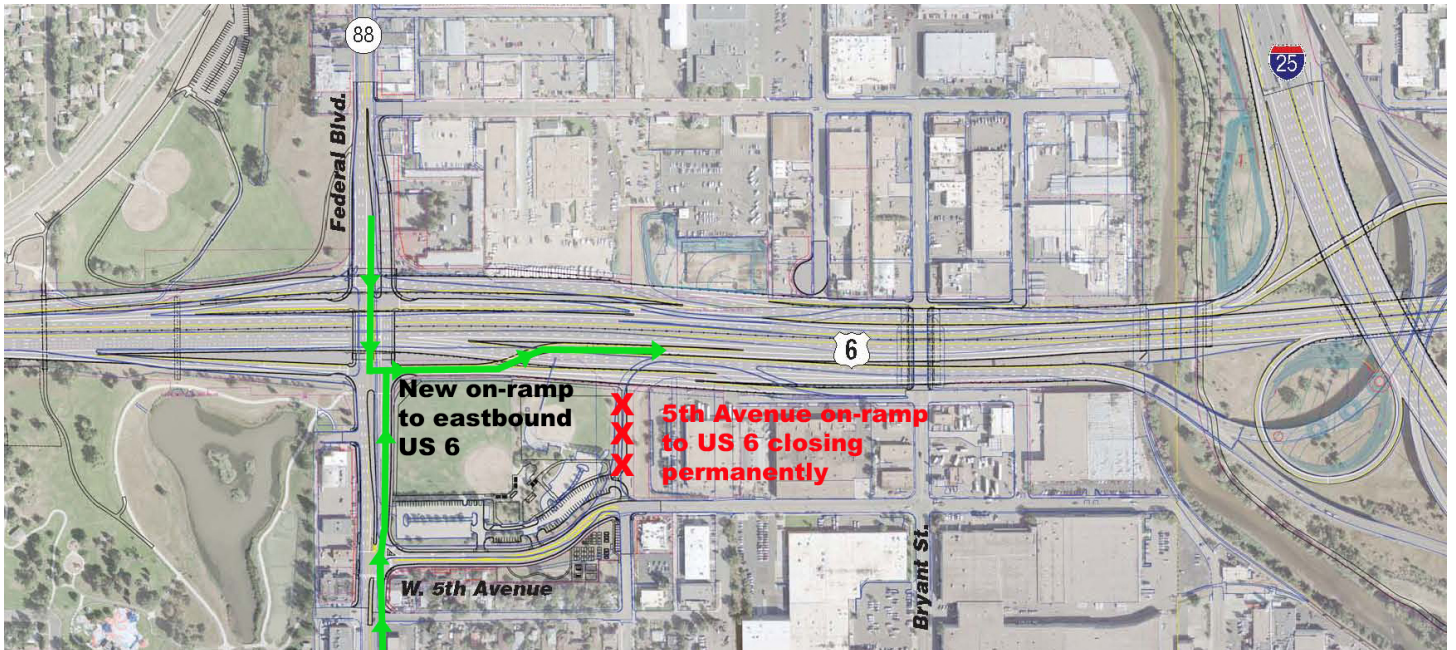 88
25
Federal Blvd.
6
New on-ramp
to eastbound
US 6
X
X
X
5th Avenue on-ramp
to US 6 closing
permanently
W. 5th Avenue
Bryant St.